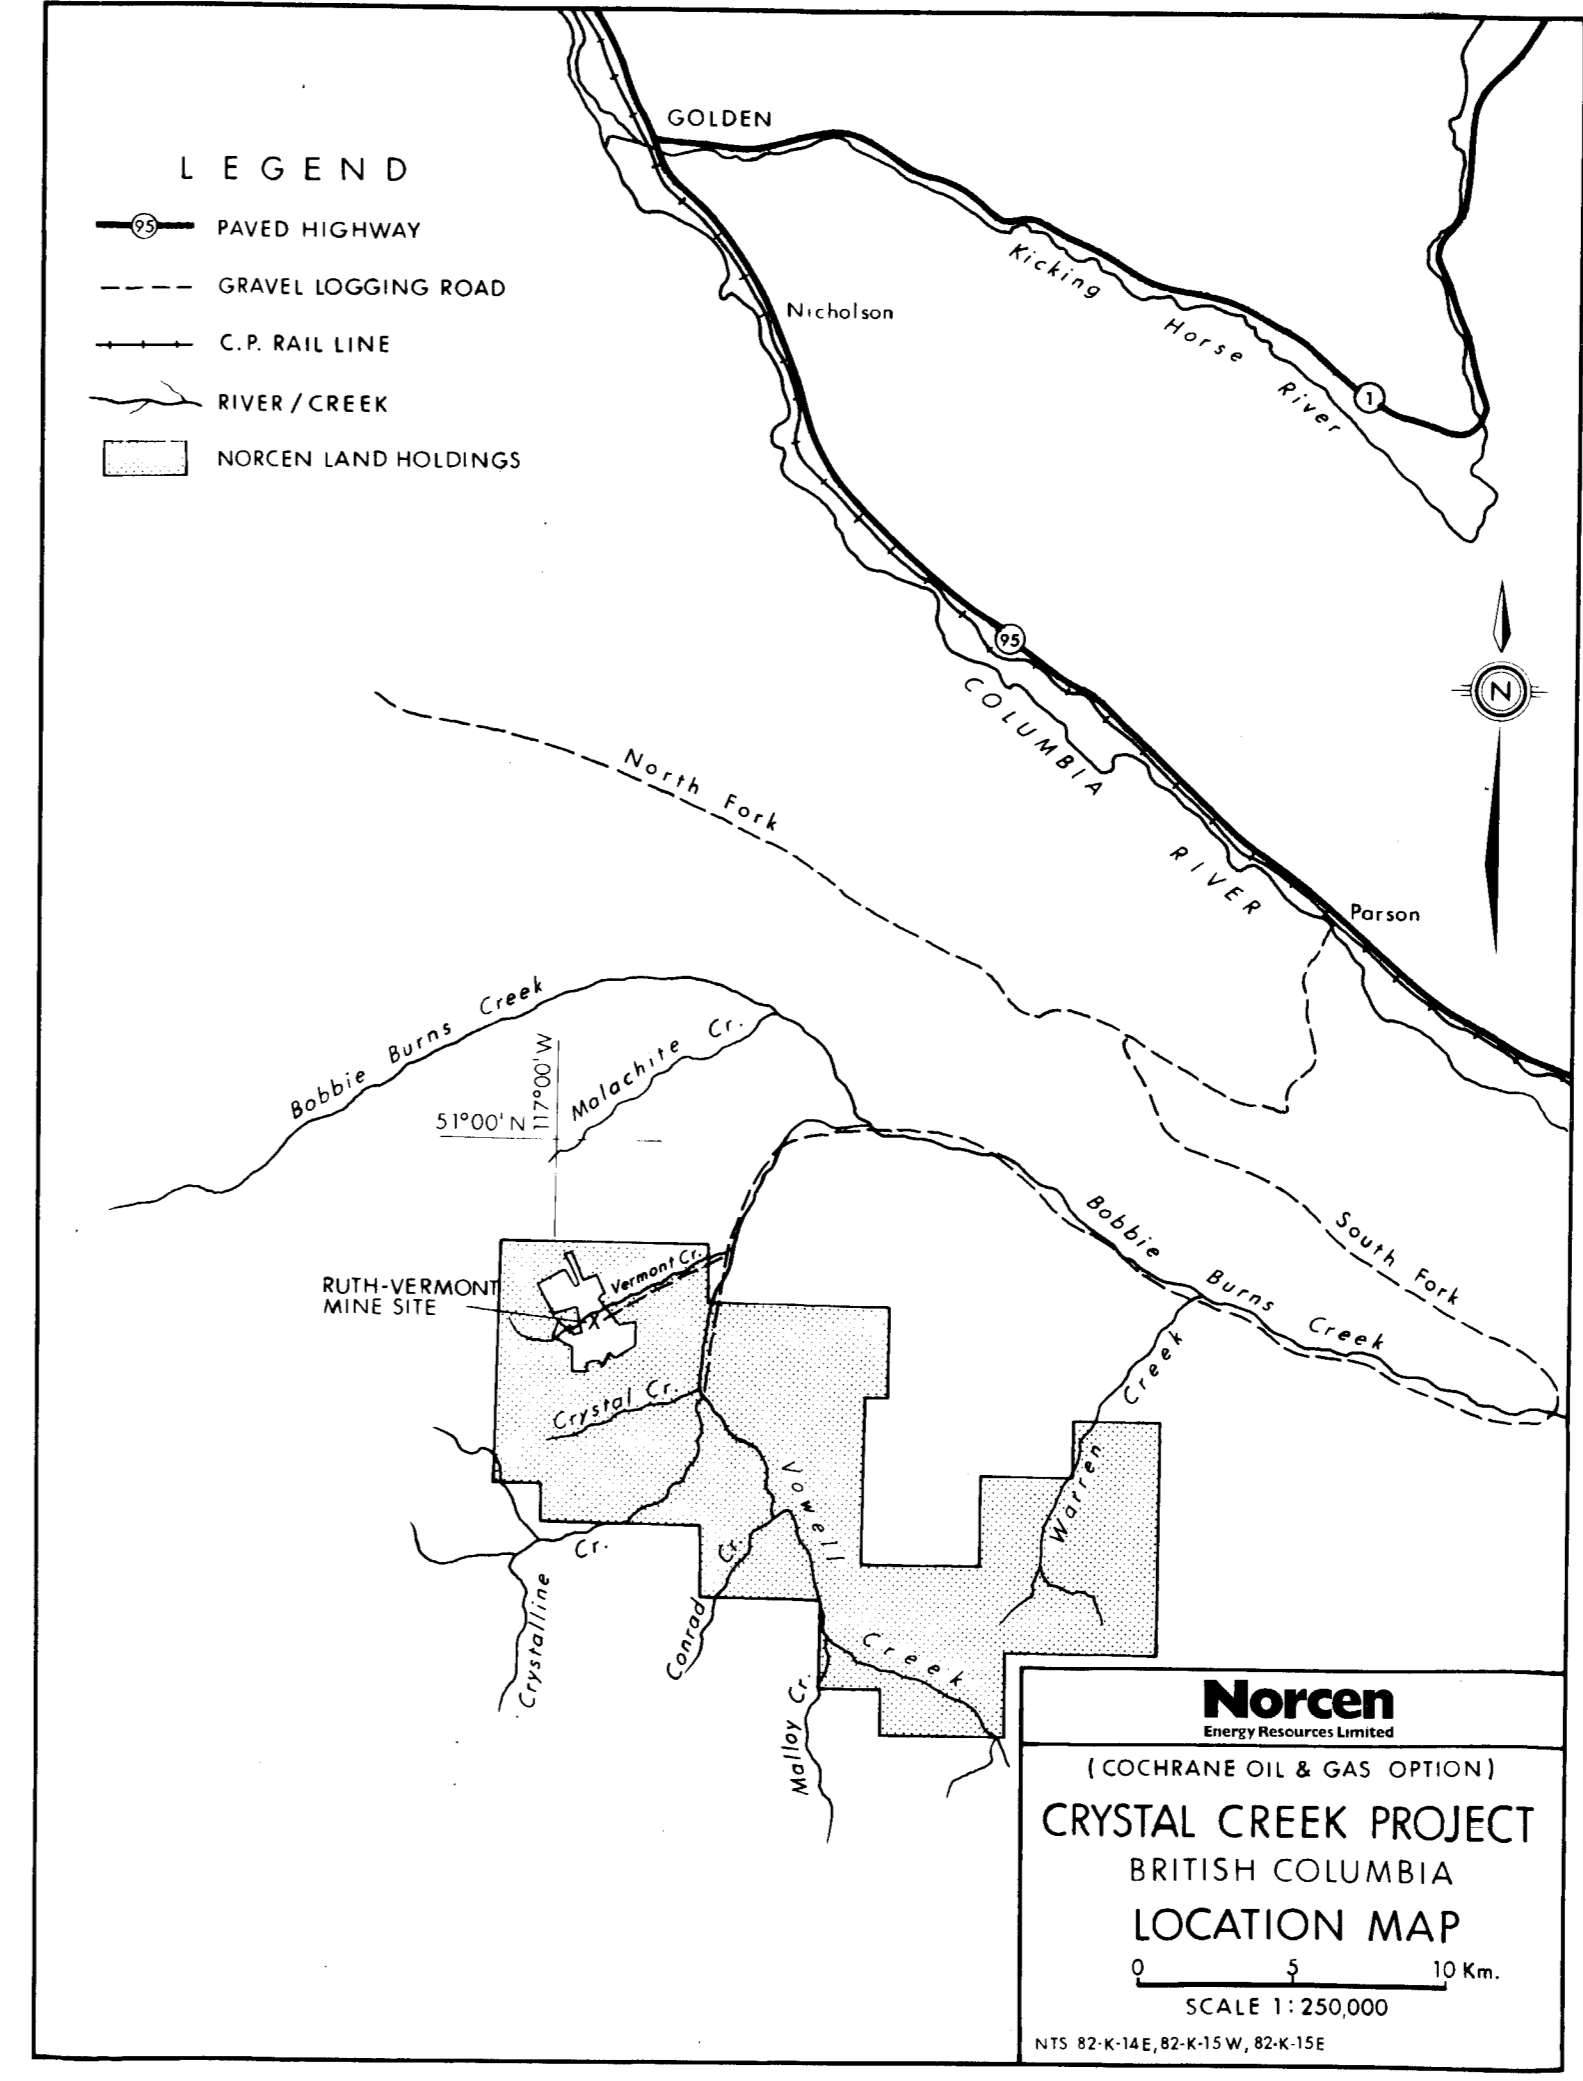 LEGEND
95 PAVED HIGHWAY
GRAVEL LOGGING ROAD
C.P. RAIL LINE
RIVER/CREEK
NORCEN LAND HOLDINGS
GOLDEN
Kicking Horse River
1
Nicholson
95
COLUMBIA RIVER
N
North Fork
Parson
Bobbie Burns Creek
Malachite Cr.
117°00'W
51°00'N
Bobbie Burns Creek
South Fork
RUTH-VERMONT
MINE SITE
Vermont Cr.
X
Crystal Cr.
Vowell Creek
Warren Creek
Crystalline Cr.
Conrad Cr.
Malloy Cr.
Norcen
Energy Resources Limited
(COCHRANE OIL & GAS OPTION)
CRYSTAL CREEK PROJECT
BRITISH COLUMBIA
LOCATION MAP
0 5 10 Km.
SCALE 1:250,000
NTS 82-K-14E, 82-K-15W, 82-K-15E